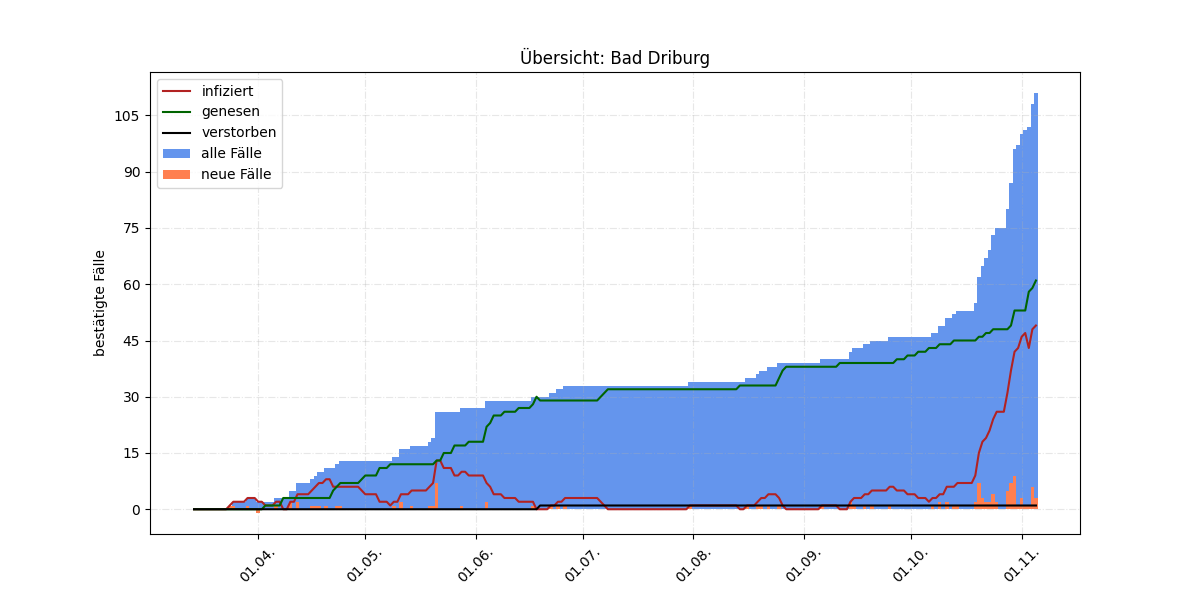 Übersicht: Bad Driburg
infiziert
genesen
verstorben
alle Fälle
neue Fälle
bestätigte Fälle
105
90
75
60
45
30
15
0
01.04.
01.05.
01.06.
01.07.
01.08.
01.09.
01.10.
01.11.